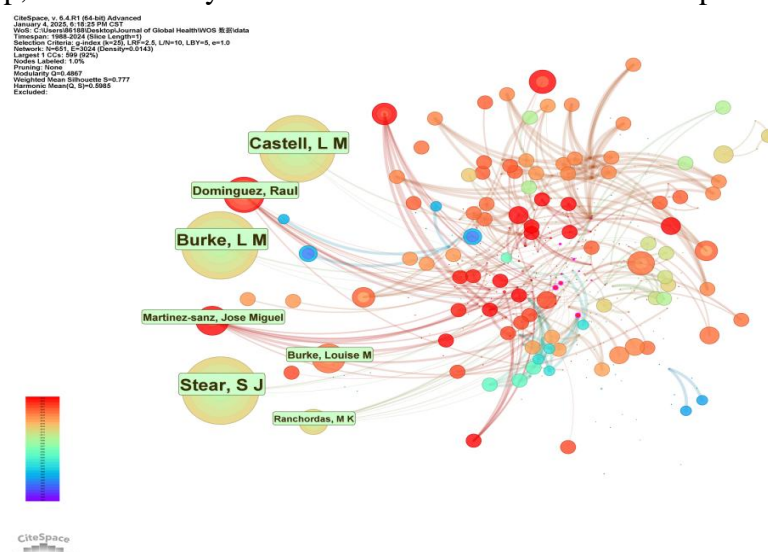 CiteSpace, v. 6.4.R1 (64-bit) Advanced
January 4, 2025, 6:18:25 PM CST
WoS: C:\Users\86188\Desktop\Journal of Global Health\WOS 数据\data
Timespan: 1988-2024 (Slice Length=1)
Selection Criteria: g-index (k=25), LRF=2.5, L/N=10, LBY=5, e=1.0
Network: N=651, E=3024 (Density=0.0143)
Largest 1 CCs: 599 (92%)
Nodes Labeled: 1.0%
Pruning: None
Modularity Q=0.4867
Weighted Mean Silhouette S=0.777
Harmonic Mean(Q, S)=0.5985
Excluded:
Castell, L M
Dominguez, Raul
Burke, L M
Martinez-sanz, Jose Miguel
Burke, Louise M
Stear, S J
Ranchordas, M K
CiteSpace